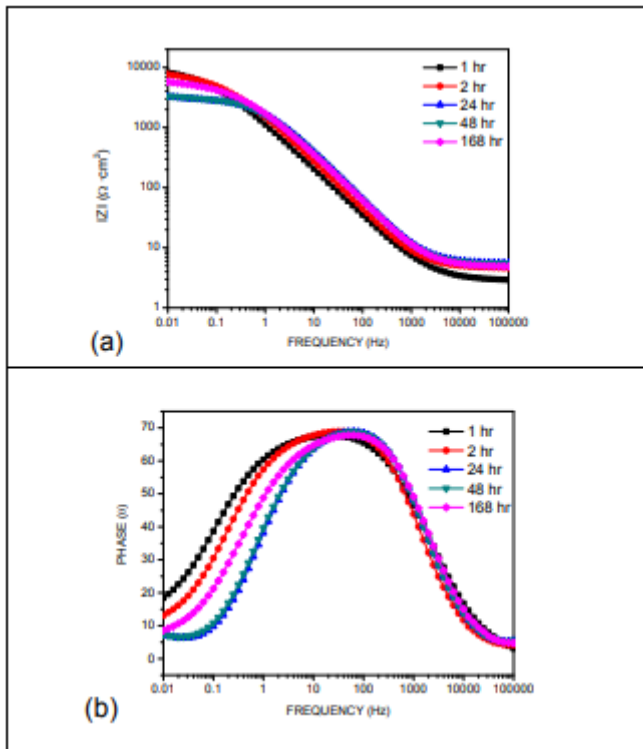 10000
1000
100
10
1
IZI (Ω ·cm²)
1 hr
2 hr
24 hr
48 hr
168 hr
0.01 0.1 1 10 100 1000 10000 100000
FREQUENCY (Hz)
(a)
70
60
50
40
30
20
10
0
PHASE (º)
1 hr
2 hr
24 hr
48 hr
168 hr
0.01 0.1 1 10 100 1000 10000 100000
FREQUENCY (Hz)
(b)